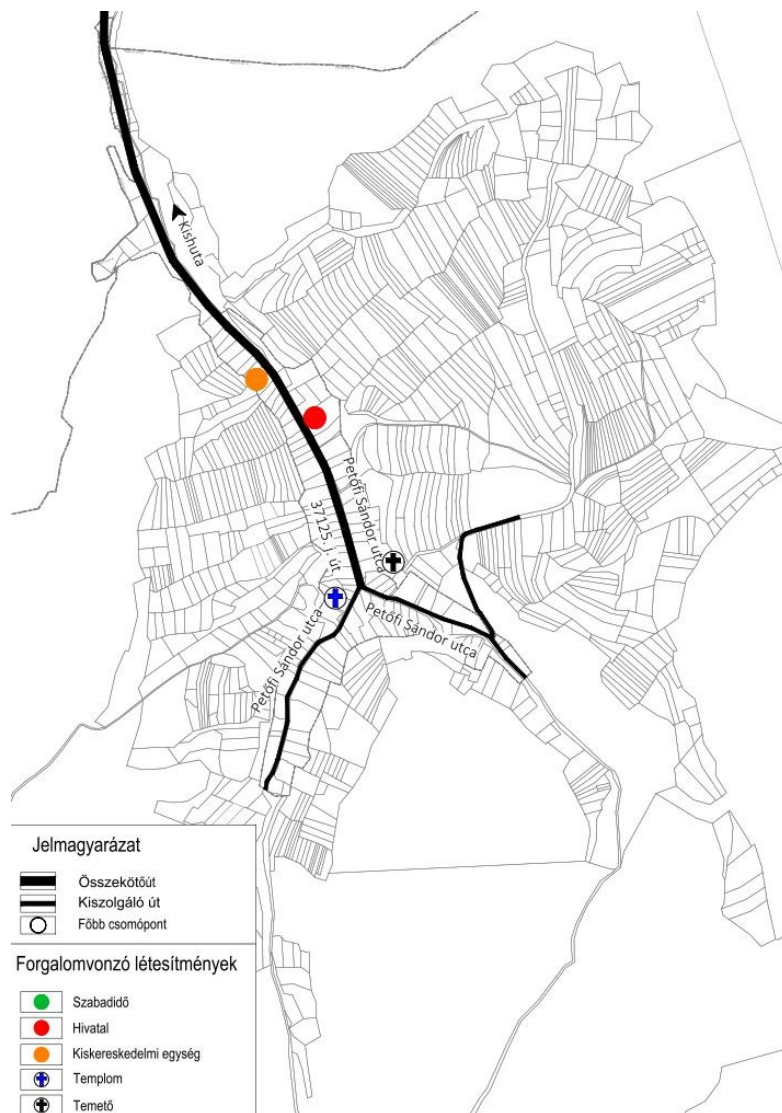 Kishuta
Petőfi Sándor utca
37125. j. út
Petőfi Sándor utca
Petőfi Sándor utca
Jelmagyarázat
Összekötőút
Kiszolgáló út
Főbb csomópont
Forgalomvonzó létesítmények
Szabadidő
Hivatal
Kiskereskedelmi egység
Templom
Temető